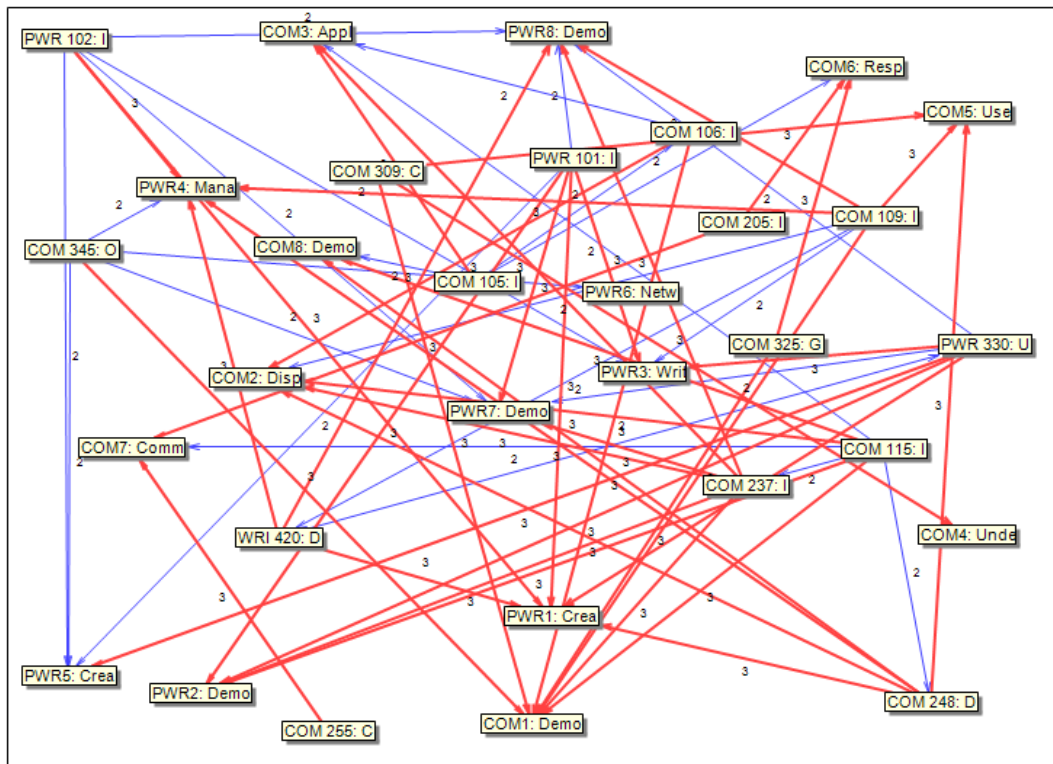 PWR 102: I
COM3: Appl
PWR8: Demo
COM6: Resp
COM5: Use
COM 106: I
PWR 101: I
COM 309: C
PWR4: Mana
COM 109: I
COM 205: I
COM 345: O
COM8: Demo
COM 105: I
PWR6: Netw
COM 325: G
PWR 330: U
PWR3: Writ
COM2: Disp
PWR7: Demo
COM7: Comm
COM 115: I
COM 237: I
WRI 420: D
COM4: Unde
PWR1: Crea
PWR5: Crea
PWR2: Demo
COM 248: D
COM1: Demo
COM 255: C